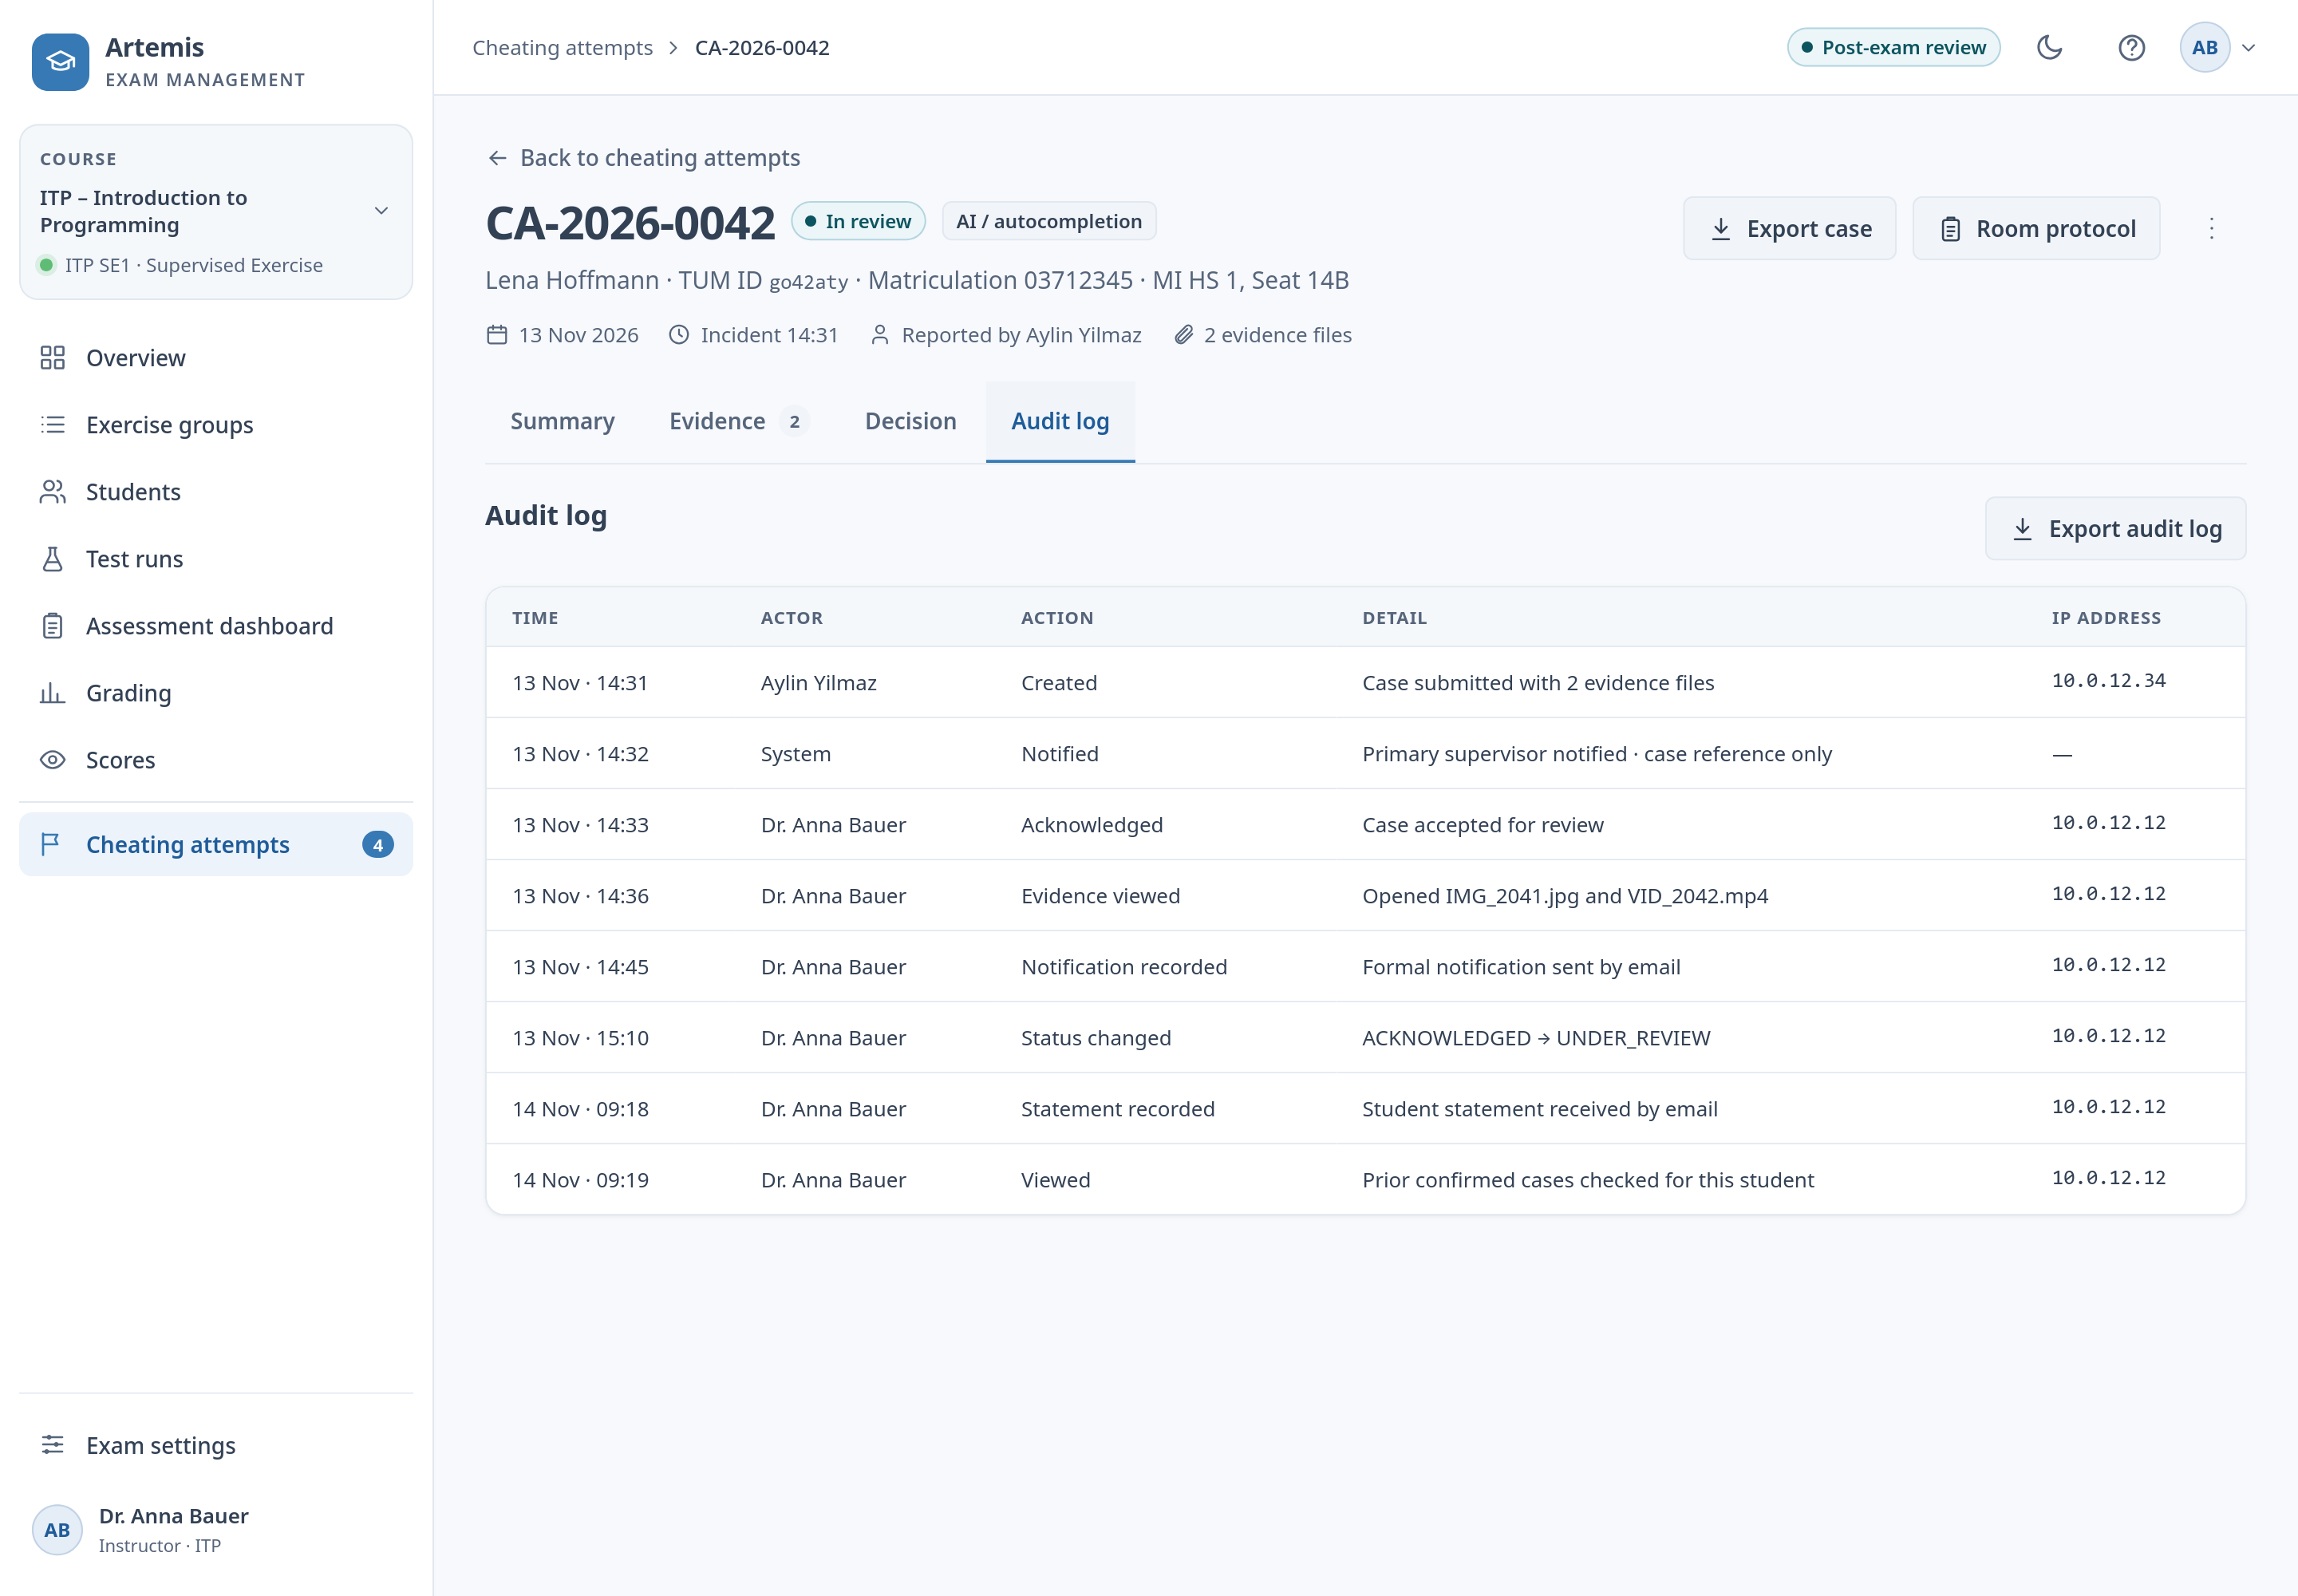 Artemis
EXAM MANAGEMENT
COURSE
ITP – Introduction to
Programming
ITP SE1 · Supervised Exercise
Overview
Exercise groups
Students
Test runs
Assessment dashboard
Grading
Scores
Cheating attempts 4
Exam settings
AB Dr. Anna Bauer
Instructor · ITP
Cheating attempts > CA-2026-0042
Post-exam review
AB
← Back to cheating attempts
CA-2026-0042 In review AI / autocompletion
Export case Room protocol
Lena Hoffmann · TUM ID go42aty · Matriculation 03712345 · MI HS 1, Seat 14B
13 Nov 2026 Incident 14:31 Reported by Aylin Yilmaz 2 evidence files
Summary Evidence 2 Decision Audit log
Audit log
Export audit log
TIME ACTOR ACTION DETAIL IP ADDRESS
13 Nov · 14:31 Aylin Yilmaz Created Case submitted with 2 evidence files 10.0.12.34
13 Nov · 14:32 System Notified Primary supervisor notified · case reference only —
13 Nov · 14:33 Dr. Anna Bauer Acknowledged Case accepted for review 10.0.12.12
13 Nov · 14:36 Dr. Anna Bauer Evidence viewed Opened IMG_2041.jpg and VID_2042.mp4 10.0.12.12
13 Nov · 14:45 Dr. Anna Bauer Notification recorded Formal notification sent by email 10.0.12.12
13 Nov · 15:10 Dr. Anna Bauer Status changed ACKNOWLEDGED → UNDER_REVIEW 10.0.12.12
14 Nov · 09:18 Dr. Anna Bauer Statement recorded Student statement received by email 10.0.12.12
14 Nov · 09:19 Dr. Anna Bauer Viewed Prior confirmed cases checked for this student 10.0.12.12